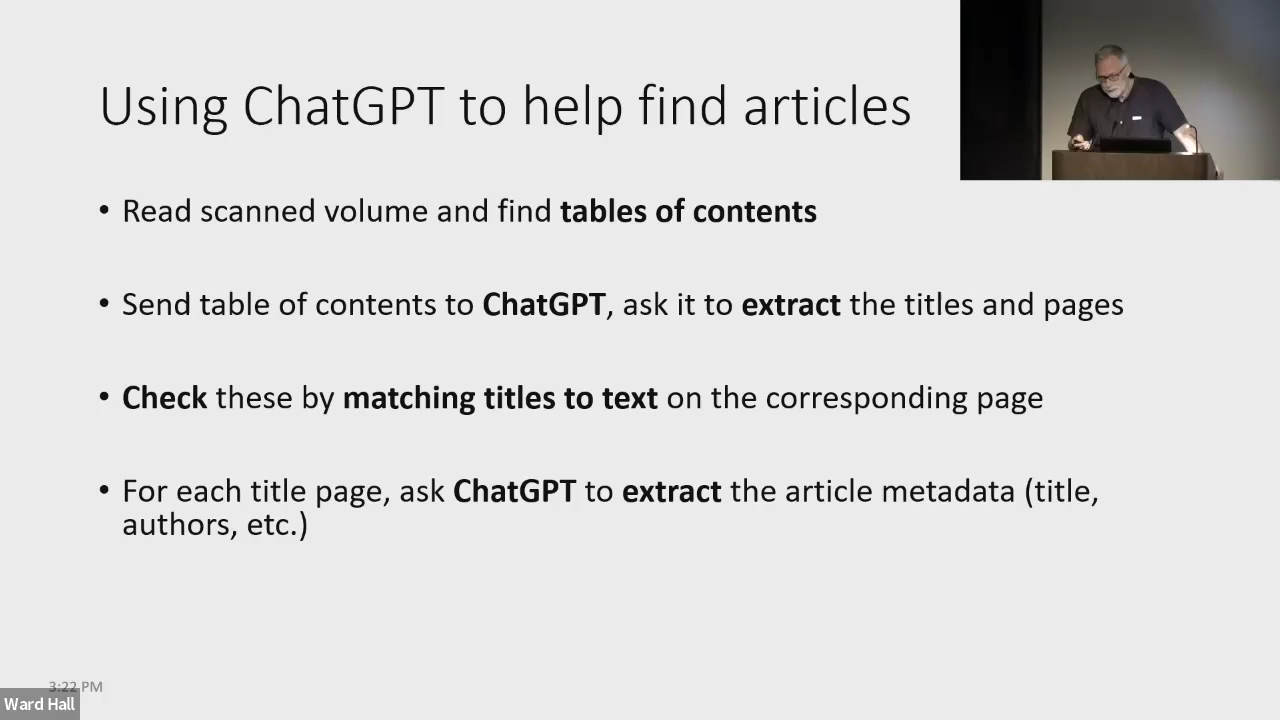 Using ChatGPT to help find articles
• Read scanned volume and find tables of contents
• Send table of contents to ChatGPT, ask it to extract the titles and pages
• Check these by matching titles to text on the corresponding page
• For each title page, ask ChatGPT to extract the article metadata (title,
authors, etc.)
3:22 PM
Ward Hall